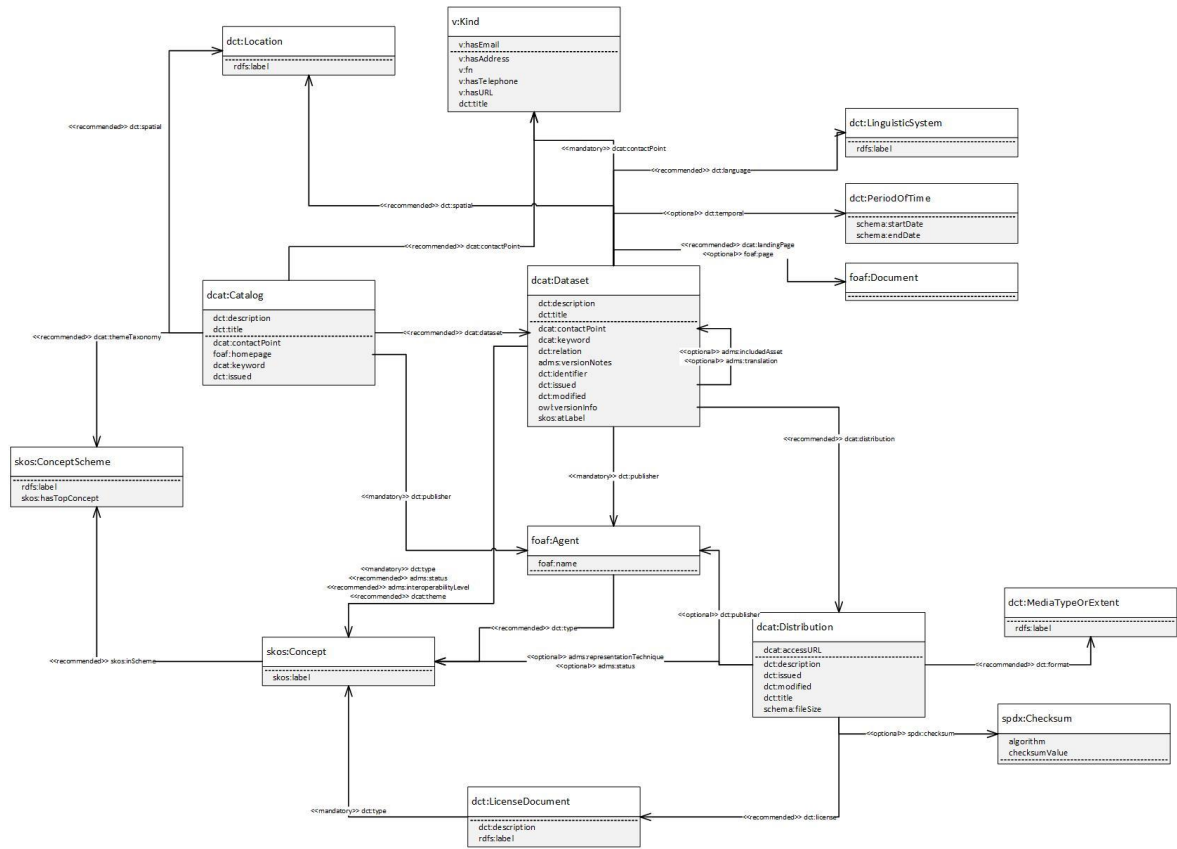 v:Kind
v:hasEmail
v:hasAddress
v:fn
v:hasTelephone
v:hasURL
dct:title
dct:Location
rdfs:label
<<recommended>> dct:spatial
<<mandatory>> dcat:contactPoint
<<recommended>> dct:language
dct:LinguisticSystem
rdfs:label
<<recommended>> dct:spatial
<<optional>> dct:temporal
dct:PeriodOfTime
schema:startDate
schema:endDate
<<recommended>> dcat:contactPoint
<<recommended>> dcat:landingPage
<<optional>> foaf:page
foaf:Document
dcat:Catalog
dct:description
dct:title
dcat:contactPoint
foaf:homepage
dcat:keyword
dct:issued
<<recommended>> dcat:dataset
dcat:Dataset
dct:description
dct:title
dcat:contactPoint
dcat:keyword
dct:relation
adms:versionNotes
dct:identifier
dct:issued
dct:modified
owl:versionInfo
skos:atLabel
<<optional>> adms:includedAsset
<<optional>> adms:translation
<<recommended>> dcat:themeTaxonomy
<<recommended>> dcat:distribution
skos:ConceptScheme
rdfs:label
skos:hasTopConcept
<<mandatory>> dct:publisher
<<mandatory>> dct:publisher
foaf:Agent
foaf:name
<<mandatory>> dct:type
<<recommended>> adms:status
<<recommended>> adms:interoperabilityLevel
<<recommended>> dcat:theme
<<recommended>> dct:type
<<optional>> dct:publisher
dcat:Distribution
dcat:accessURL
dct:description
dct:issued
dct:modified
dct:title
schema:fileSize
dct:MediaTypeOrExtent
rdfs:label
<<recommended>> skos:inScheme
skos:Concept
skos:label
<<optional>> adms:representationTechnique
<<optional>> adms:status
<<recommended>> dct:format
<<optional>> spdx:checksum
spdx:Checksum
algorithm
checksumValue
<<mandatory>> dct:type
dct:LicenseDocument
dct:description
rdfs:label
<<recommended>> dct:license